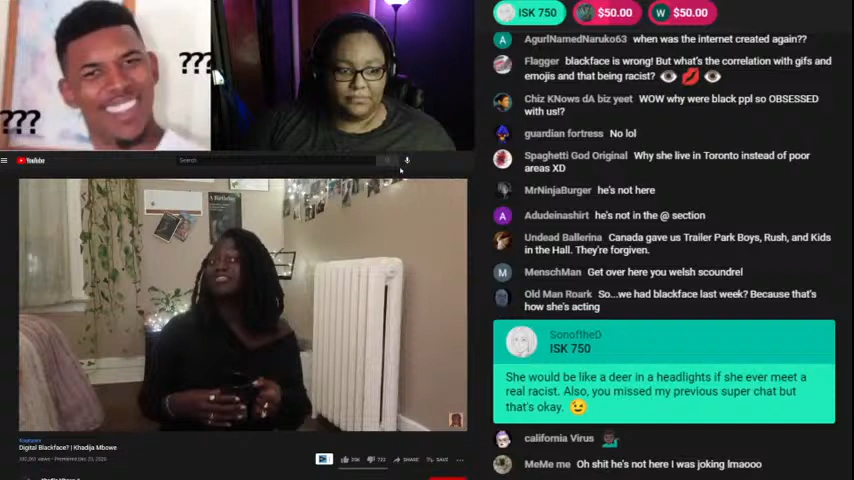 ???
???
YouTube
Search
A Birthday
Digital Blackface? | Khadija Mbowe
SHARE
SAVE
ISK 750
$50.00
W $50.00
A AgurlNamedNaruko63 when was the internet created again??
Flagger blackface is wrong! But what's the correlation with gifs and
emojis and that being racist? 👁️ 💋 👁️
Chiz KNows dA biz yeet WOW why were black ppl so OBSESSED
with us!?
guardian fortress No lol
Spaghetti God Original Why she live in Toronto instead of poor
areas XD
MrNinjaBurger he's not here
A Adudeinashirt he's not in the @ section
Undead Ballerina Canada gave us Trailer Park Boys, Rush, and Kids
in the Hall. They're forgiven.
M MenschMan Get over here you welsh scoundrel
Old Man Roark So...we had blackface last week? Because that's
how she's acting
SonoftheD
ISK 750
She would be like a deer in a headlights if she ever meet a
real racist. Also, you missed my previous super chat but
that's okay. 😉
california Virus
MeMe me Oh shit he's not here I was joking lmaooo